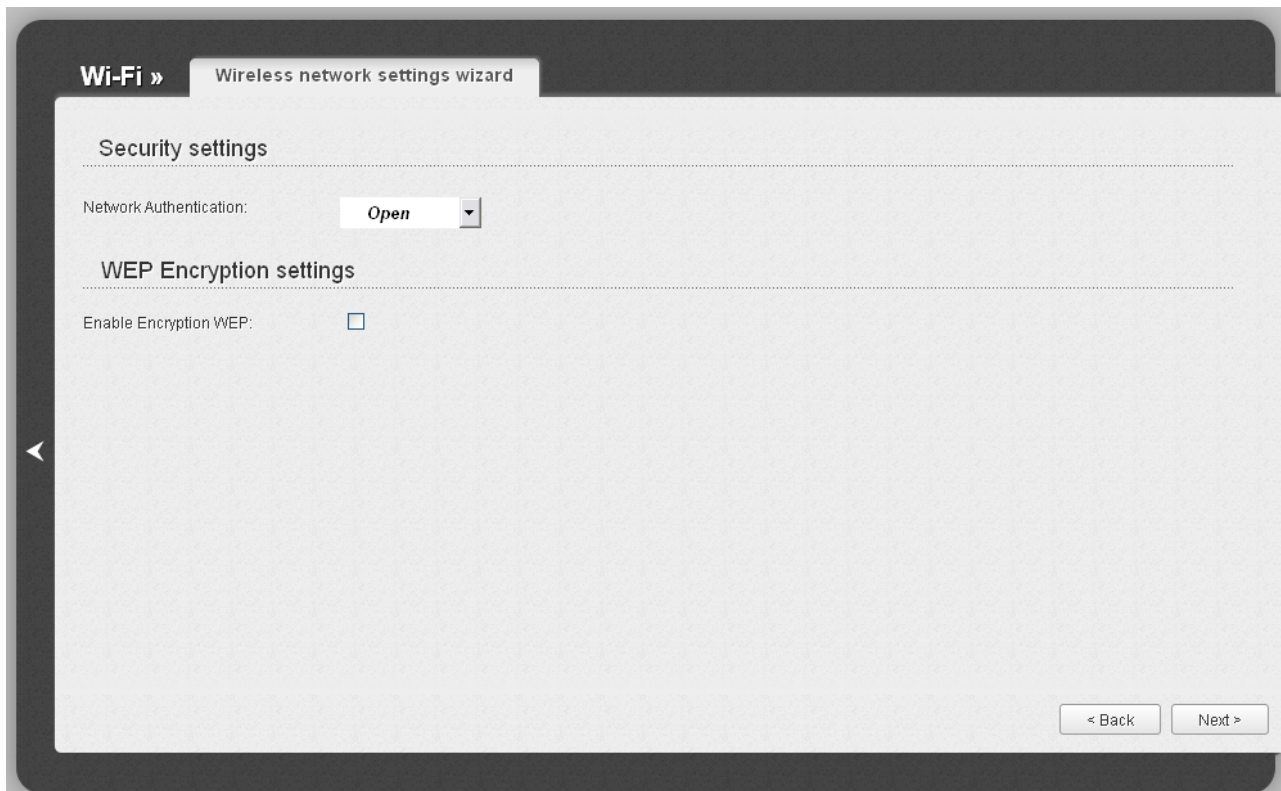 Wi-Fi » Wireless network settings wizard
Security settings
Network Authentication: Open
WEP Encryption settings
Enable Encryption WEP:
< Back Next >